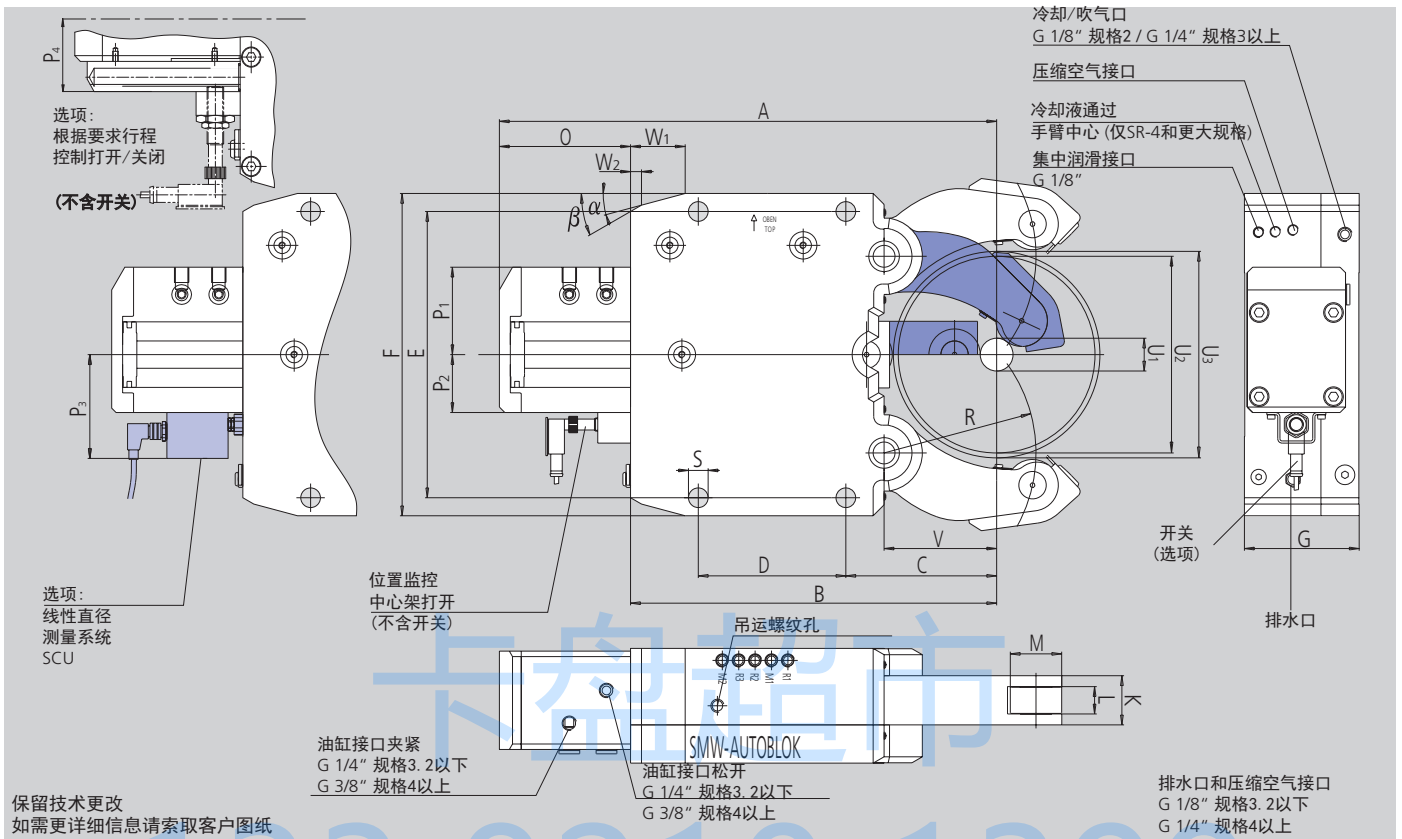 冷却/吹气口
G 1/8“ 规格2 / G 1/4“ 规格3以上
压缩空气接口
冷却液通过
手臂中心 (仅SR-4和更大规格)
集中润滑接口
G 1/8“
P4
选项:
根据要求行程
控制打开/关闭
(不含开关)
A
O
W1
W2
β
α
OBEN
TOP
F
E
P1
P2
P3
U1
U2
U3
R
S
V
D
C
B
G
开关
(选项)
排水口
选项:
线性直径
测量系统
SCU
位置监控
中心架打开
(不含开关)
吊运螺纹孔
M2
R3
R2
M1
R1
M
L
K
SMW-AUTOBLOK
卡盘超市
油缸接口夹紧
G 1/4“ 规格3.2以下
G 3/8“ 规格4以上
油缸接口松开
G 1/4“ 规格3.2以下
G 3/8“ 规格4以上
排水口和压缩空气接口
G 1/8“ 规格3.2以下
G 1/4“ 规格4以上
保留技术更改
如需更详细信息请索取客户图纸